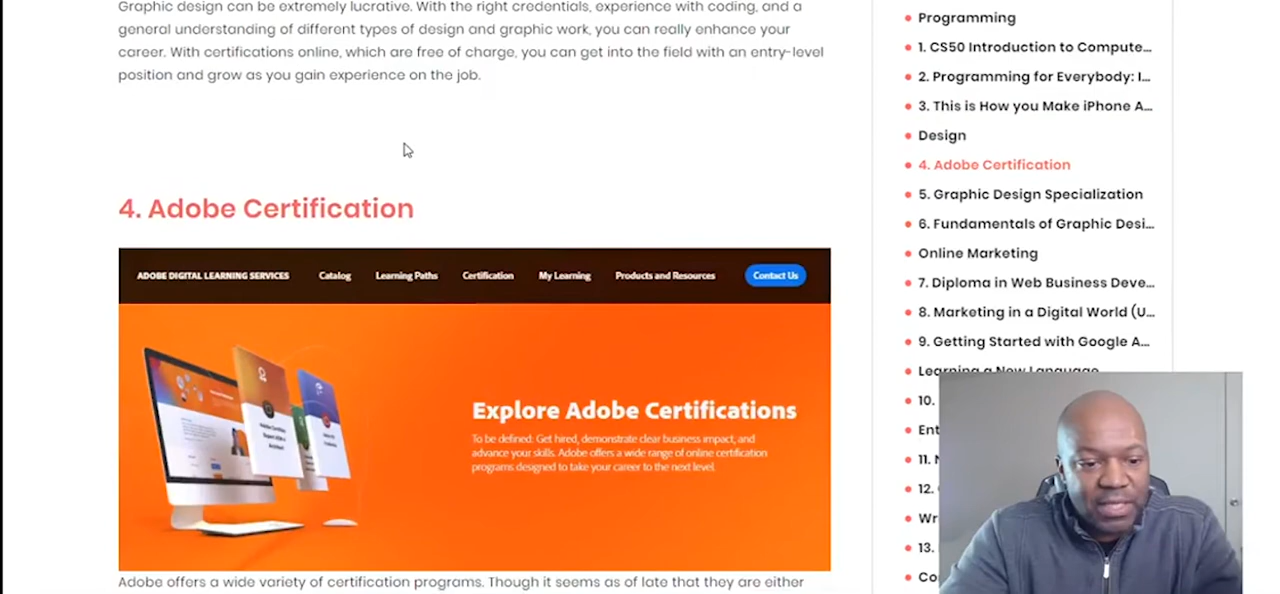 Graphic design can be extremely lucrative. With the right credentials, experience with coding, and a
general understanding of different types of design and graphic work, you can really enhance your
career. With certifications online, which are free of charge, you can get into the field with an entry-level
position and grow as you gain experience on the job.
4. Adobe Certification
ADOBE DIGITAL LEARNING SERVICES Catalog Learning Paths Certification My Learning Products and Resources Contact Us
Explore Adobe Certifications
To be defined: Get hired, demonstrate clear business impact, and
advance your skills. Adobe offers a wide range of online certification
programs designed to take your career to the next level.
Adobe offers a wide variety of certification programs. Though it seems as of late that they are either
Programming
1. CS50 Introduction to Compute...
2. Programming for Everybody: I...
3. This is How you Make iPhone A...
Design
4. Adobe Certification
5. Graphic Design Specialization
6. Fundamentals of Graphic Desi...
Online Marketing
7. Diploma in Web Business Deve...
8. Marketing in a Digital World (U...
9. Getting Started with Google A...
Learning a New Language
10.
Ent
11.
12.
Wr
13.
Co